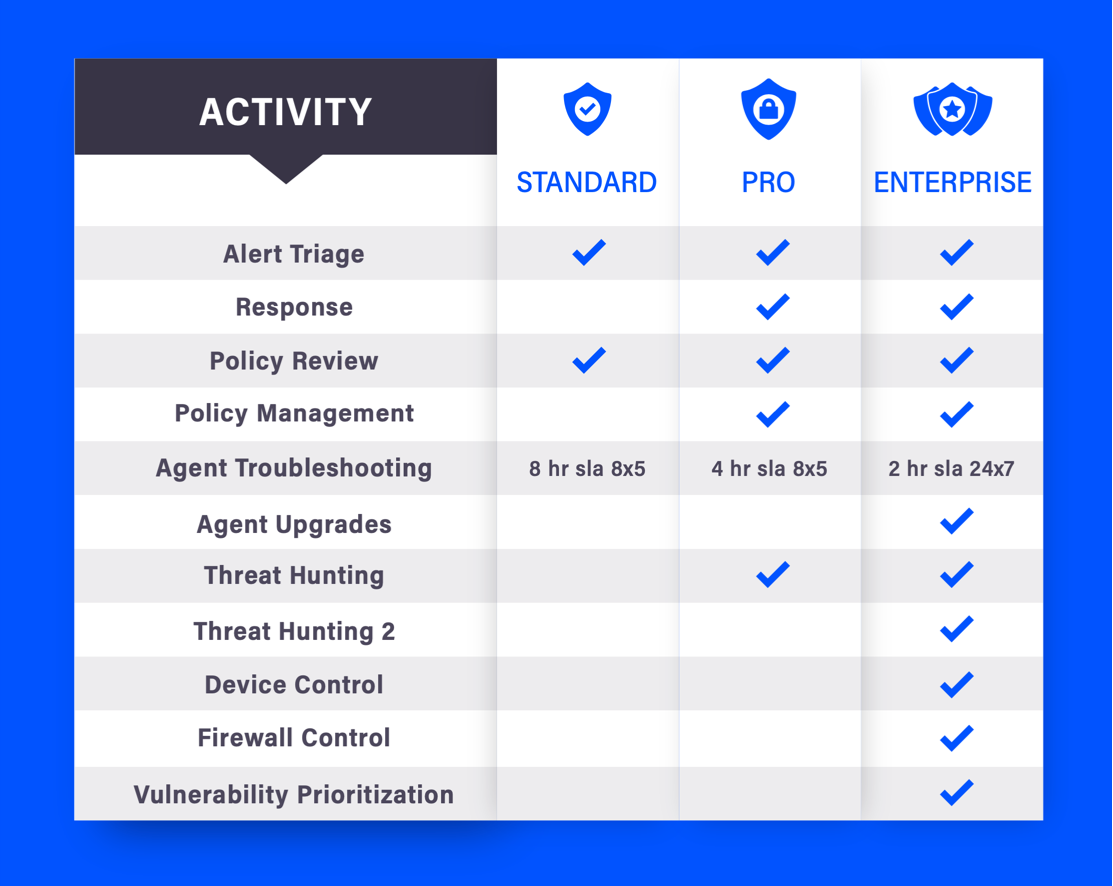 ACTIVITY
STANDARD PRO ENTERPRISE
Alert Triage
Response
Policy Review
Policy Management
Agent Troubleshooting 8 hr sla 8x5 4 hr sla 8x5 2 hr sla 24x7
Agent Upgrades
Threat Hunting
Threat Hunting 2
Device Control
Firewall Control
Vulnerability Prioritization